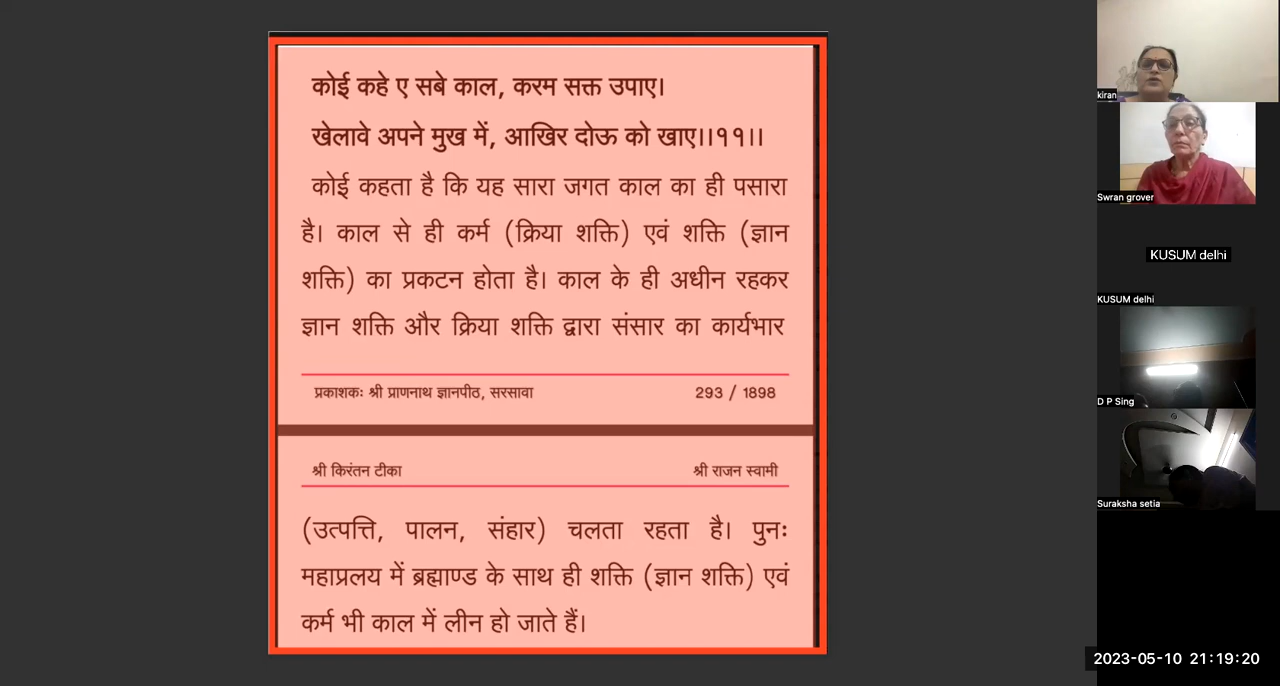 कोई कहे ए सबे काल, करम सक्त उपाए।
खेलावे अपने मुख में, आखिर दोऊ को खाए।।११।।
कोई कहता है कि यह सारा जगत काल का ही पसारा
है। काल से ही कर्म (क्रिया शक्ति) एवं शक्ति (ज्ञान
शक्ति) का प्रकटन होता है। काल के ही अधीन रहकर
ज्ञान शक्ति और क्रिया शक्ति द्वारा संसार का कार्यभार
प्रकाशकः श्री प्राणनाथ ज्ञानपीठ, सरसावा 293 / 1898
श्री किरंतन टीका श्री राजन स्वामी
(उत्पत्ति, पालन, संहार) चलता रहता है। पुनः
महाप्रलय में ब्रह्माण्ड के साथ ही शक्ति (ज्ञान शक्ति) एवं
कर्म भी काल में लीन हो जाते हैं।
kiran
Swran grover
KUSUM delhi
KUSUM delhi
D P Sing
Suraksha setia
2023-05-10 21:19:20